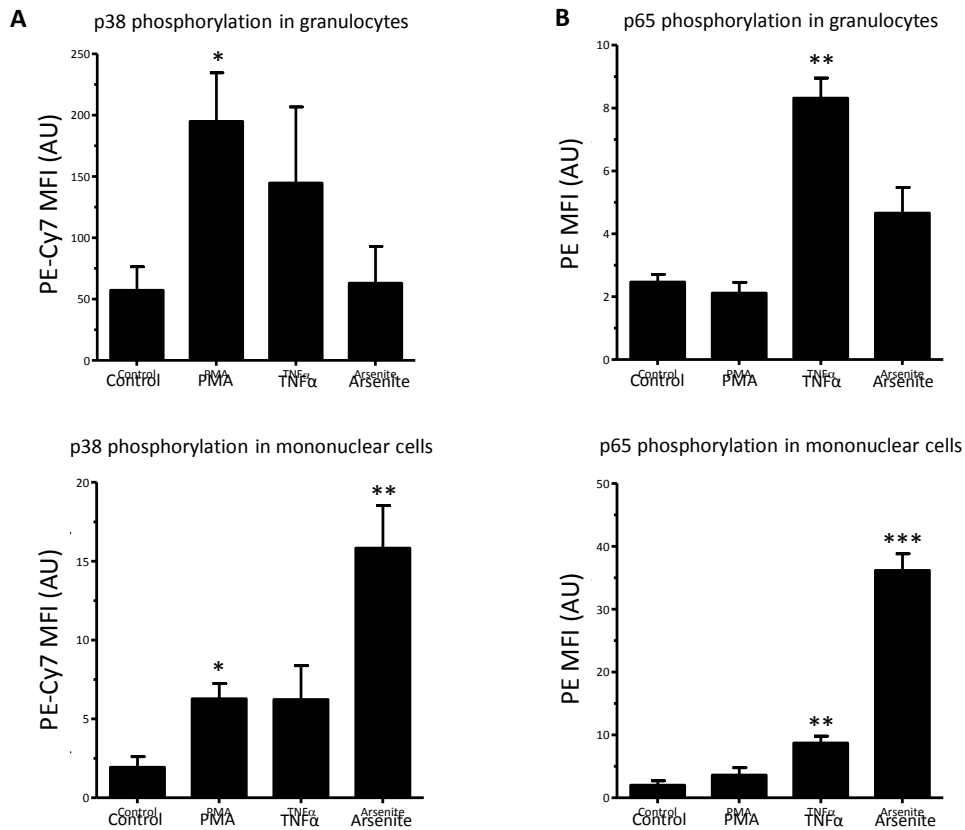 A
p38 phosphorylation in granulocytes
PE-Cy7 MFI (AU)
250
200
150
100
50
0
*
Control PMA TNFα Arsenite
Control PMA TNFα Arsenite
B
p65 phosphorylation in granulocytes
PE MFI (AU)
10
8
6
4
2
0
**
Control PMA TNFα Arsenite
Control PMA TNFα Arsenite
p38 phosphorylation in mononuclear cells
PE-Cy7 MFI (AU)
20
15
10
5
0
* **
Control PMA TNFα Arsenite
Control PMA TNFα Arsenite
p65 phosphorylation in mononuclear cells
PE MFI (AU)
50
40
30
20
10
0
** ***
Control PMA TNFα Arsenite
Control PMA TNFα Arsenite